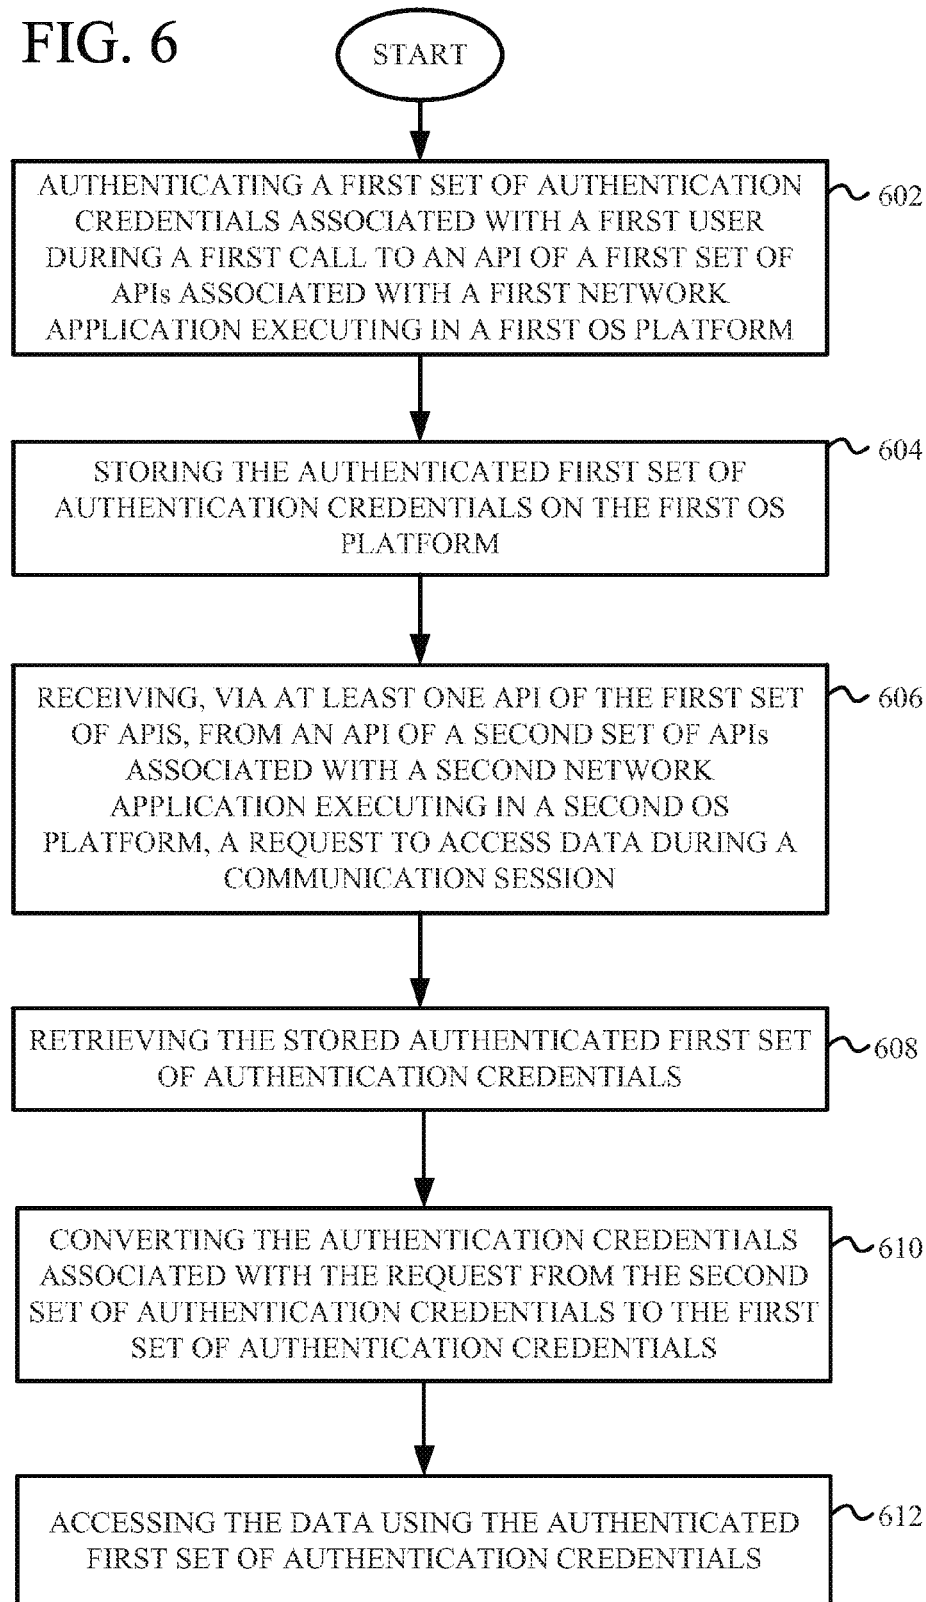 FIG. 6
START
AUTHENTICATING A FIRST SET OF AUTHENTICATION
CREDENTIALS ASSOCIATED WITH A FIRST USER
DURING A FIRST CALL TO AN API OF A FIRST SET OF
APIs ASSOCIATED WITH A FIRST NETWORK
APPLICATION EXECUTING IN A FIRST OS PLATFORM
602
STORING THE AUTHENTICATED FIRST SET OF
AUTHENTICATION CREDENTIALS ON THE FIRST OS
PLATFORM
604
RECEIVING, VIA AT LEAST ONE API OF THE FIRST SET
OF APIS, FROM AN API OF A SECOND SET OF APIs
ASSOCIATED WITH A SECOND NETWORK
APPLICATION EXECUTING IN A SECOND OS
PLATFORM, A REQUEST TO ACCESS DATA DURING A
COMMUNICATION SESSION
606
RETRIEVING THE STORED AUTHENTICATED FIRST SET
OF AUTHENTICATION CREDENTIALS
608
CONVERTING THE AUTHENTICATION CREDENTIALS
ASSOCIATED WITH THE REQUEST FROM THE SECOND
SET OF AUTHENTICATION CREDENTIALS TO THE FIRST
SET OF AUTHENTICATION CREDENTIALS
610
ACCESSING THE DATA USING THE AUTHENTICATED
FIRST SET OF AUTHENTICATION CREDENTIALS
612